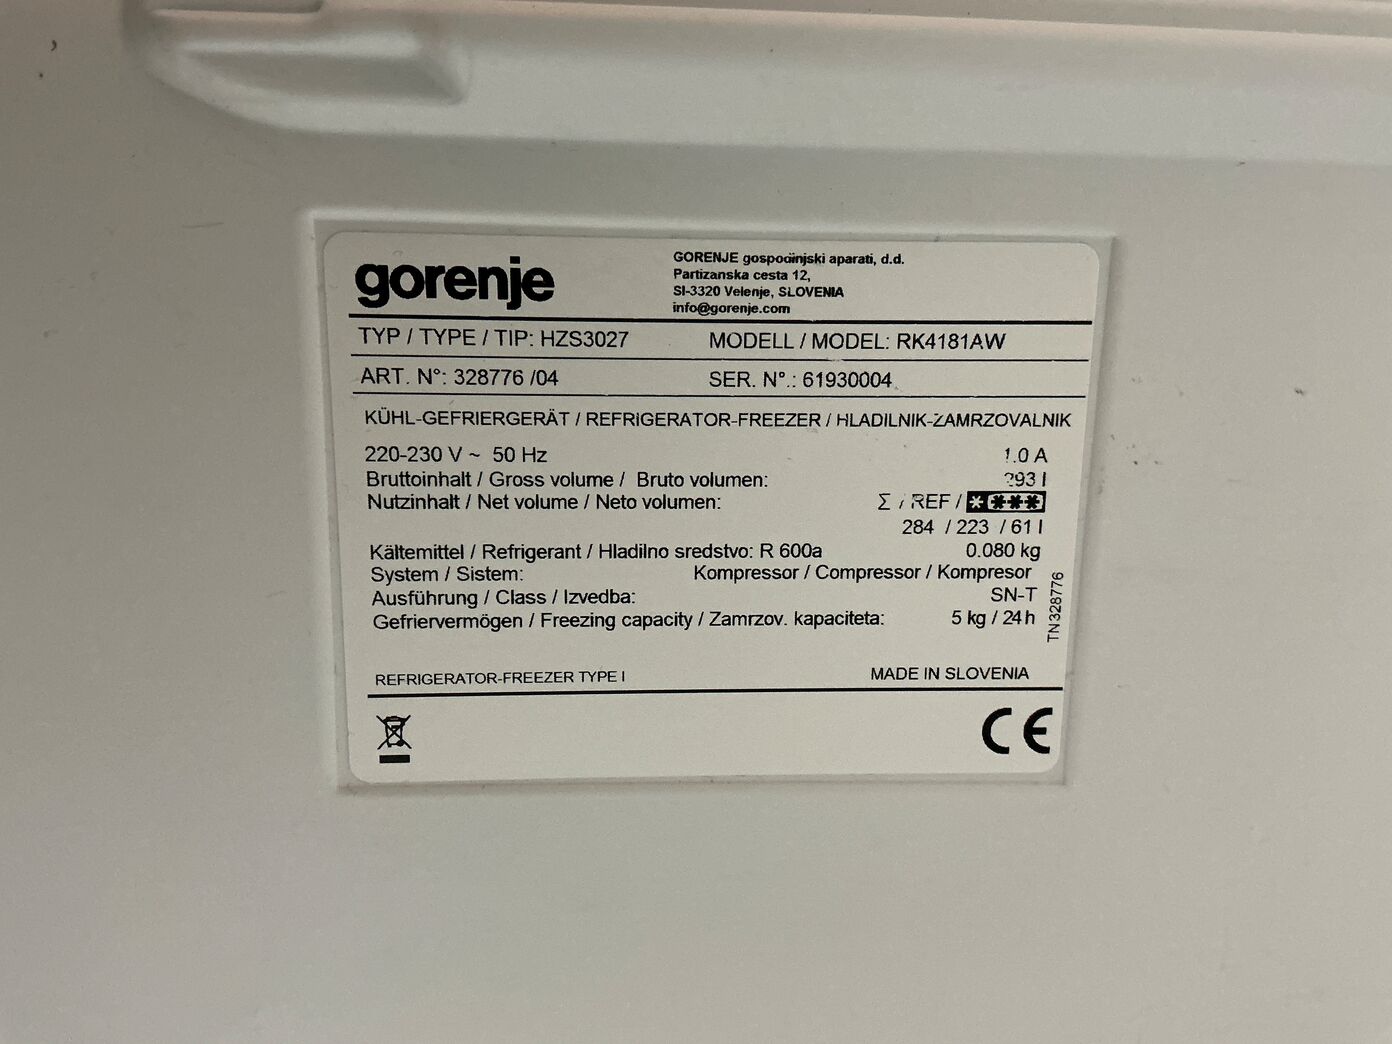 gorenje
GORENJE gospodinjski aparati, d.d.
Partizanska cesta 12,
SI-3320 Velenje, SLOVENIA
info@gorenje.com
TYP / TYPE / TIP: HZS3027 MODELL / MODEL: RK4181AW
ART. N°: 328776 /04 SER. N°.: 61930004
KÜHL-GEFRIERGERÄT / REFRIGERATOR-FREEZER / HLADILNIK-ZAMRZOVALNIK
220-230 V ~ 50 Hz 1.0 A
Bruttoinhalt / Gross volume / Bruto volumen: 293 l
Nutzinhalt / Net volume / Neto volumen: Σ / REF / * ***
284 / 223 / 61 l
Kältemittel / Refrigerant / Hladilno sredstvo: R 600a 0.080 kg
System / Sistem: Kompressor / Compressor / Kompresor
Ausführung / Class / Izvedba: SN-T
Gefriervermögen / Freezing capacity / Zamrzov. kapaciteta: 5 kg / 24h
TN328776
REFRIGERATOR-FREEZER TYPE I MADE IN SLOVENIA
CE